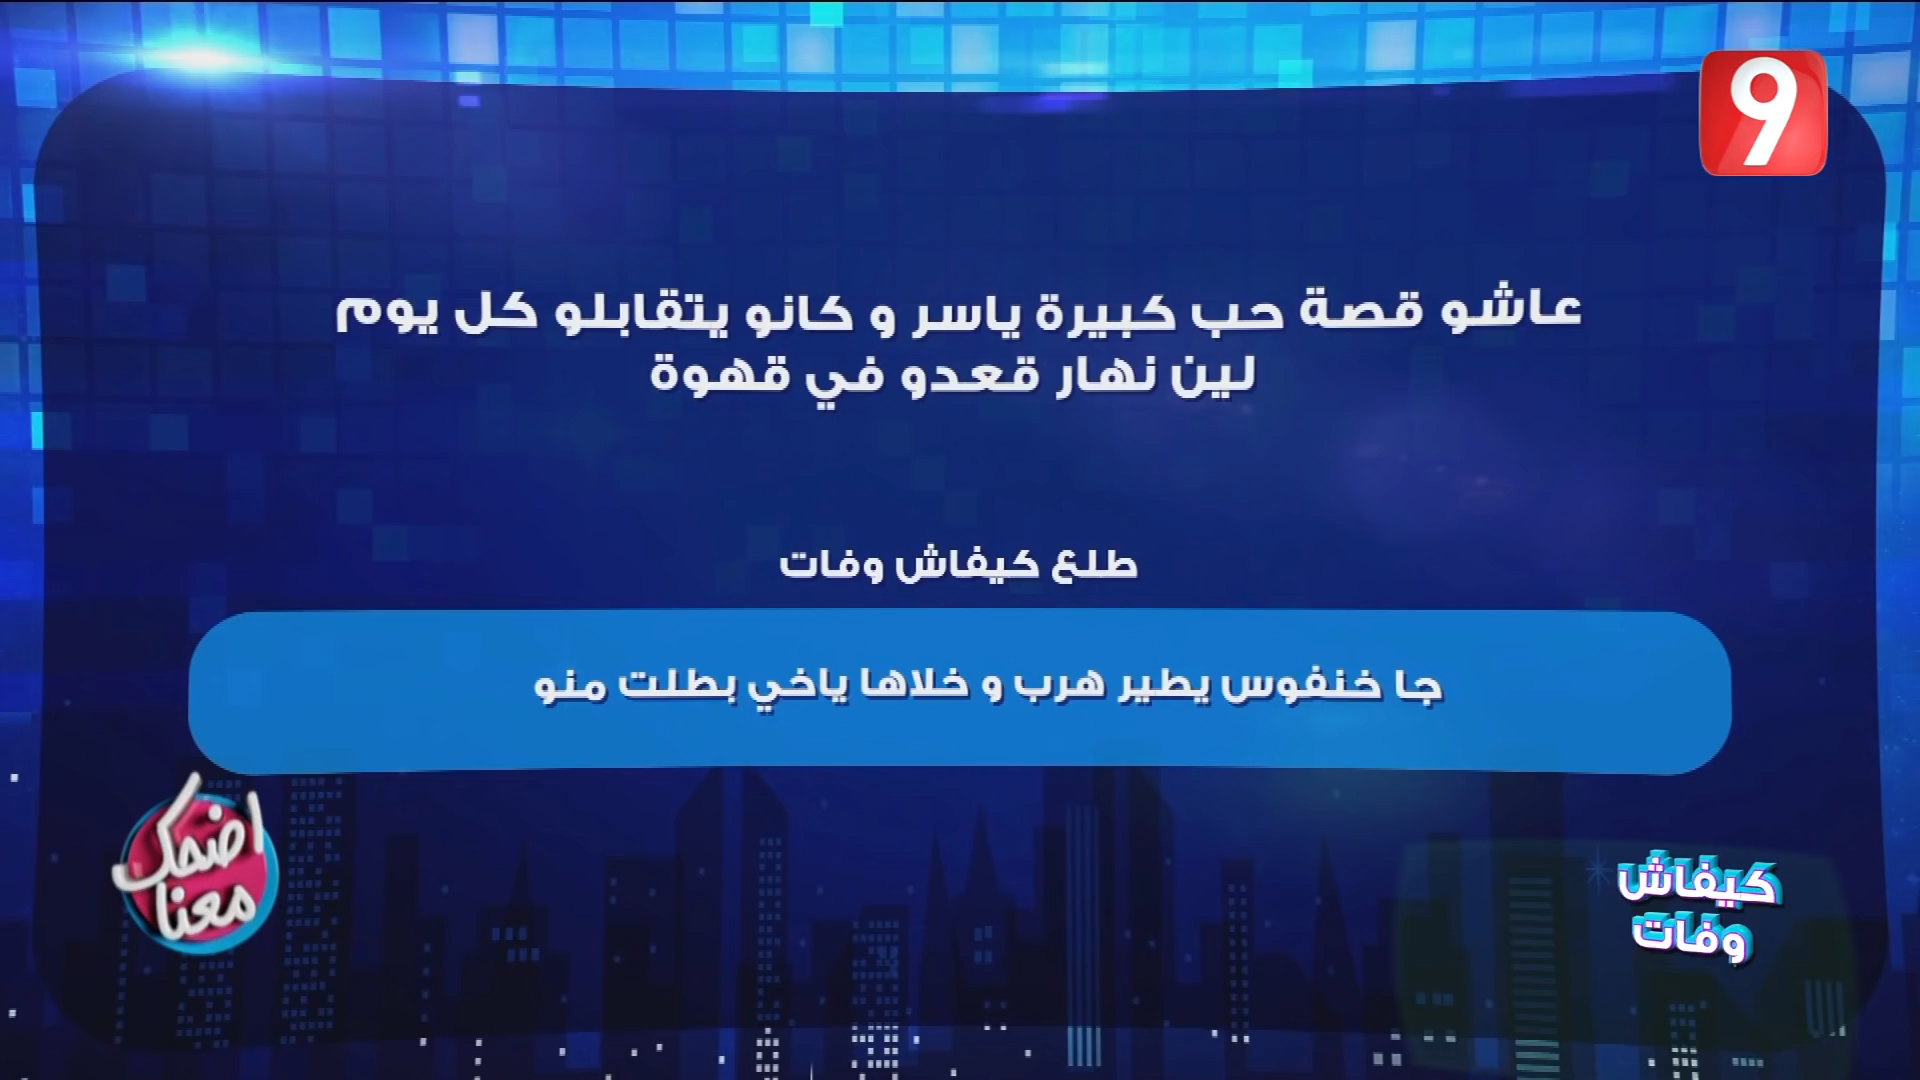 9
عاشو قصة حب كبيرة ياسر و كانو يتقابلو كل يوم
لين نهار قعدو في قهوة
طلع كيفاش وفات
جا خنفوس يطير هرب و خلاها ياخي بطلت منو
اضحك
معنا
كيفاش
وفات